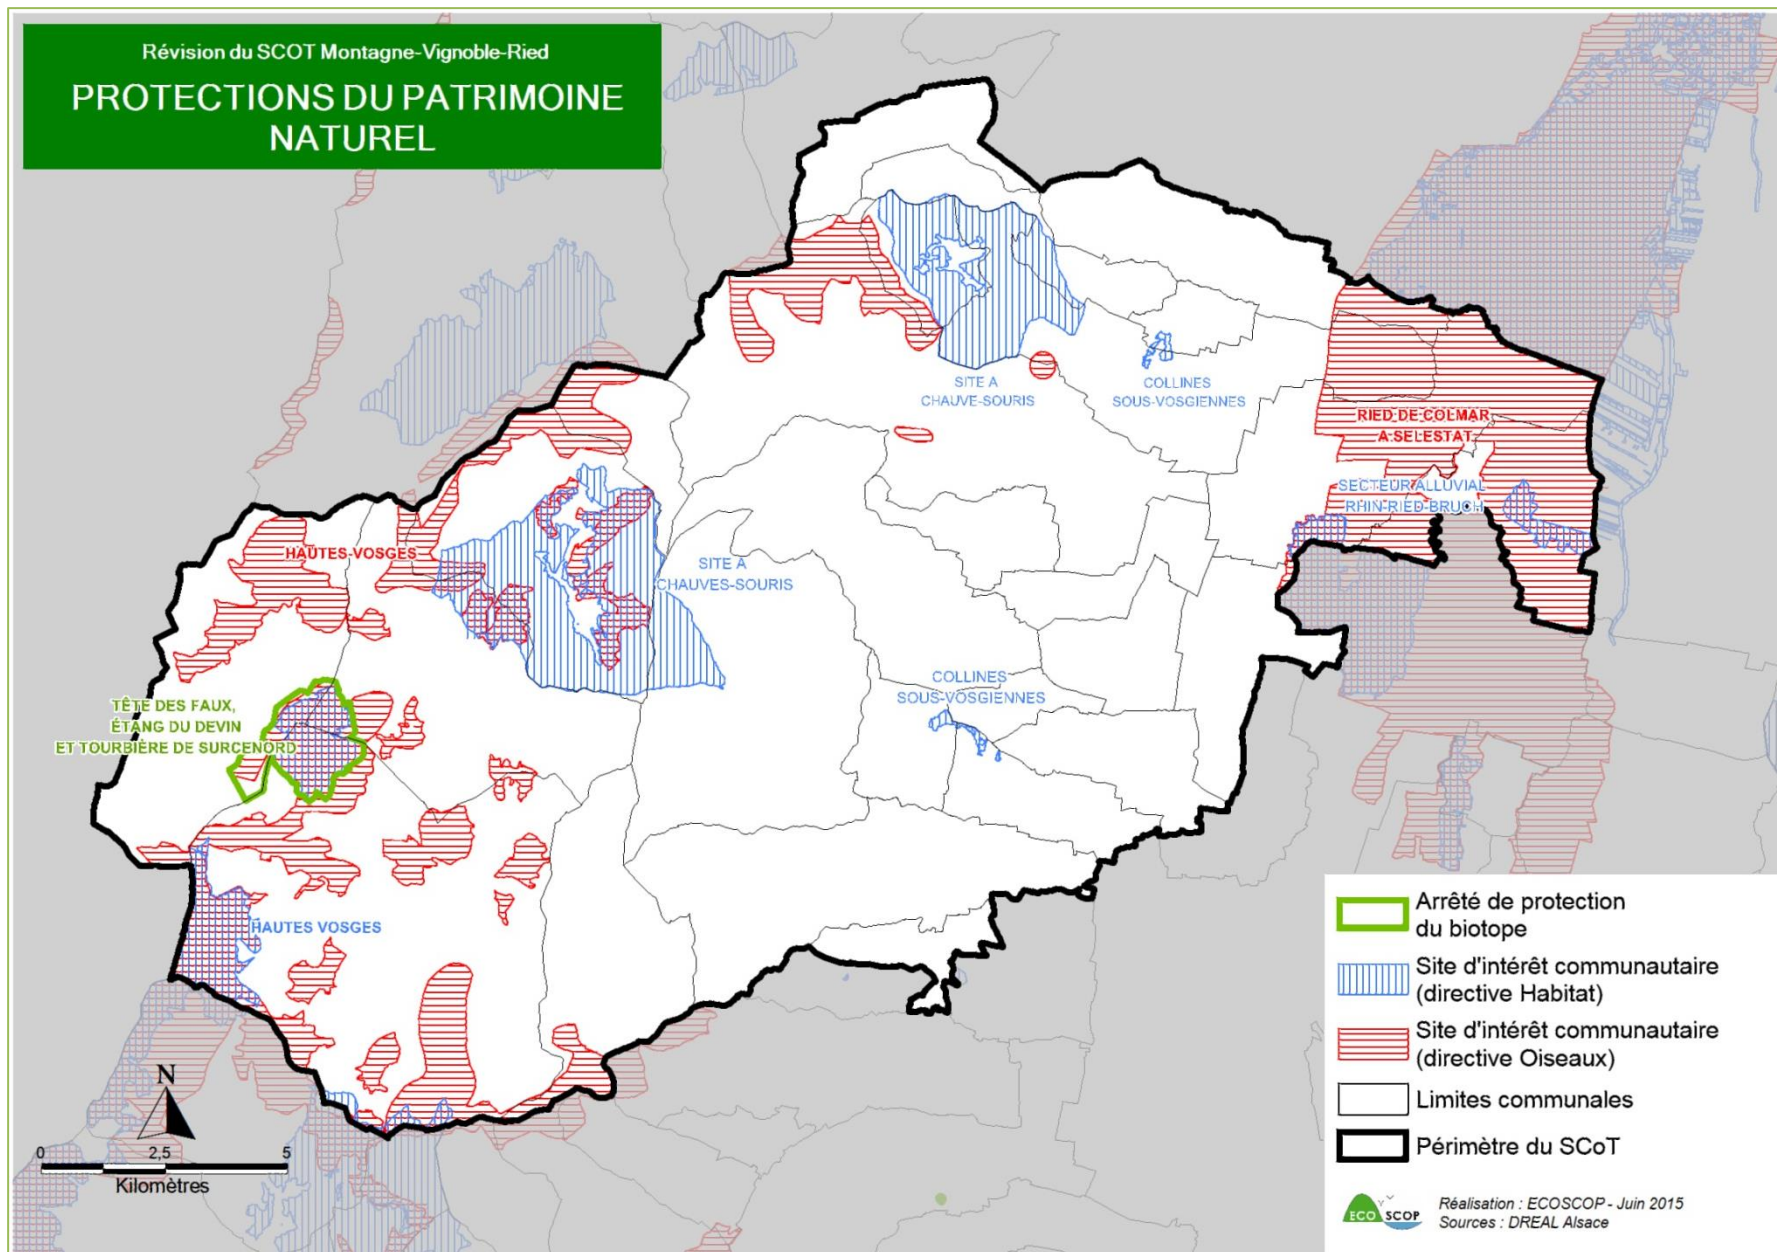 Révision du SCOT Montagne-Vignoble-Ried
PROTECTIONS DU PATRIMOINE
NATUREL
SITE A
CHAUVE-SOURIS
COLLINES
SOUS-VOSGIENNES
RIED DE COLMAR
A SELESTAT
SECTEUR ALLUVIAL
RHIN-RIED-BRUCH
HAUTES-VOSGES
SITE A
CHAUVES-SOURIS
TÊTE DES FAUX,
ÉTANG DU DEVIN
ET TOURBIÈRE DE SURCENORD
COLLINES
SOUS-VOSGIENNES
HAUTES VOSGES
N
0 2,5 5
Kilomètres
Arrêté de protection
du biotope
Site d'intérêt communautaire
(directive Habitat)
Site d'intérêt communautaire
(directive Oiseaux)
Limites communales
Périmètre du SCoT
ECO SCOP
Réalisation : ECOSCOP - Juin 2015
Sources : DREAL Alsace